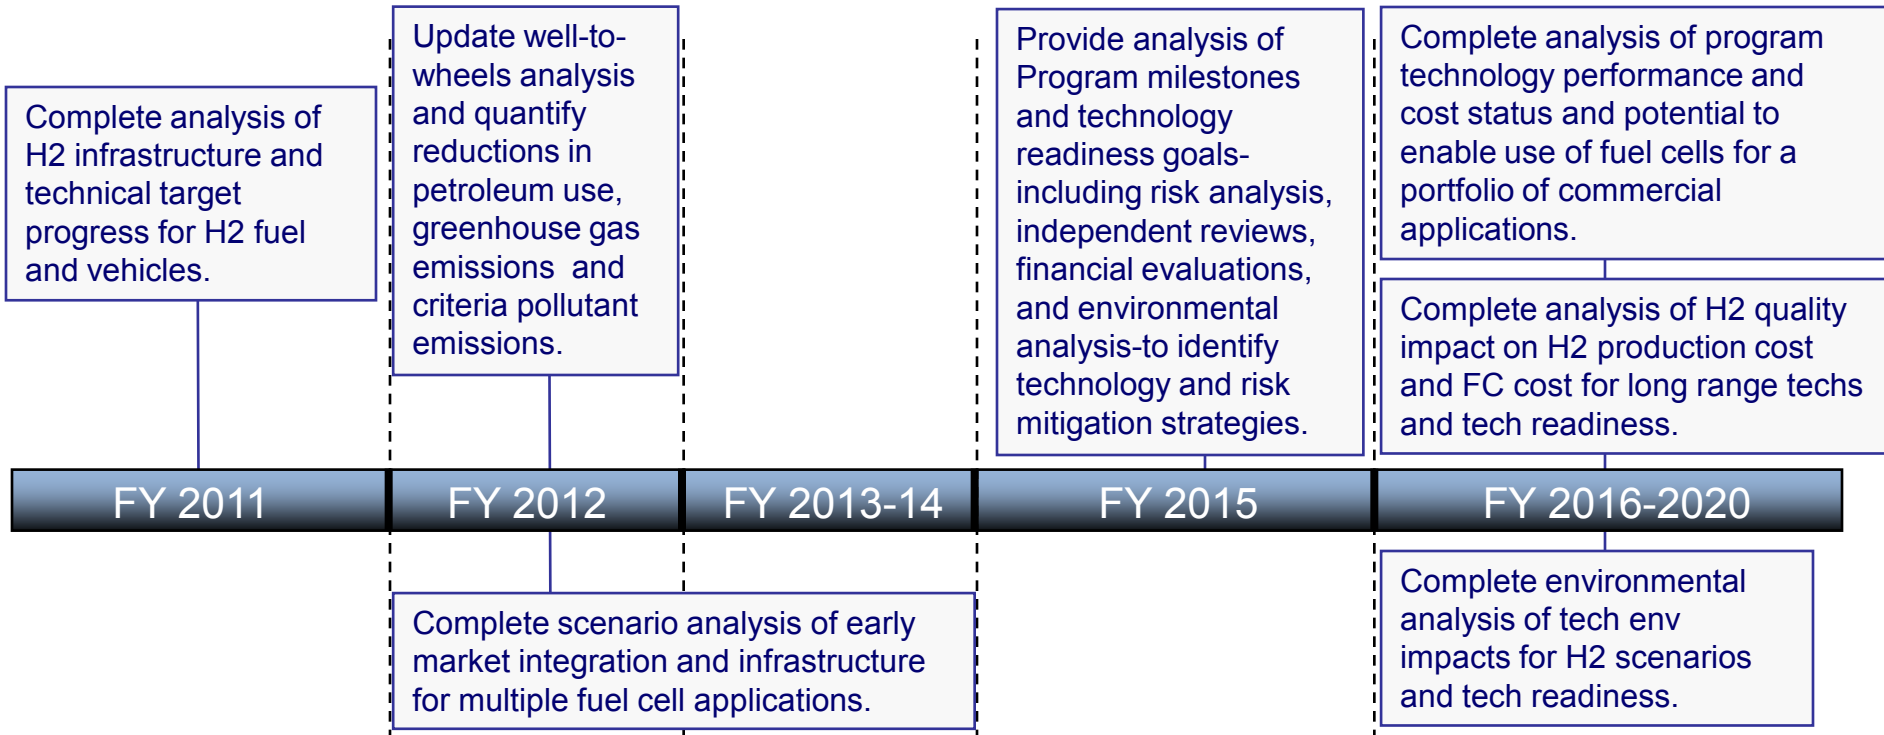 Complete analysis of
H2 infrastructure and
technical target
progress for H2 fuel
and vehicles.
Update well-to-
wheels analysis
and quantify
reductions in
petroleum use,
greenhouse gas
emissions and
criteria pollutant
emissions.
Provide analysis of
Program milestones
and technology
readiness goals-
including risk analysis,
independent reviews,
financial evaluations,
and environmental
analysis-to identify
technology and risk
mitigation strategies.
Complete analysis of program
technology performance and
cost status and potential to
enable use of fuel cells for a
portfolio of commercial
applications.
Complete analysis of H2 quality
impact on H2 production cost
and FC cost for long range techs
and tech readiness.
FY 2011
FY 2012
FY 2013-14
FY 2015
FY 2016-2020
Complete scenario analysis of early
market integration and infrastructure
for multiple fuel cell applications.
Complete environmental
analysis of tech env
impacts for H2 scenarios
and tech readiness.